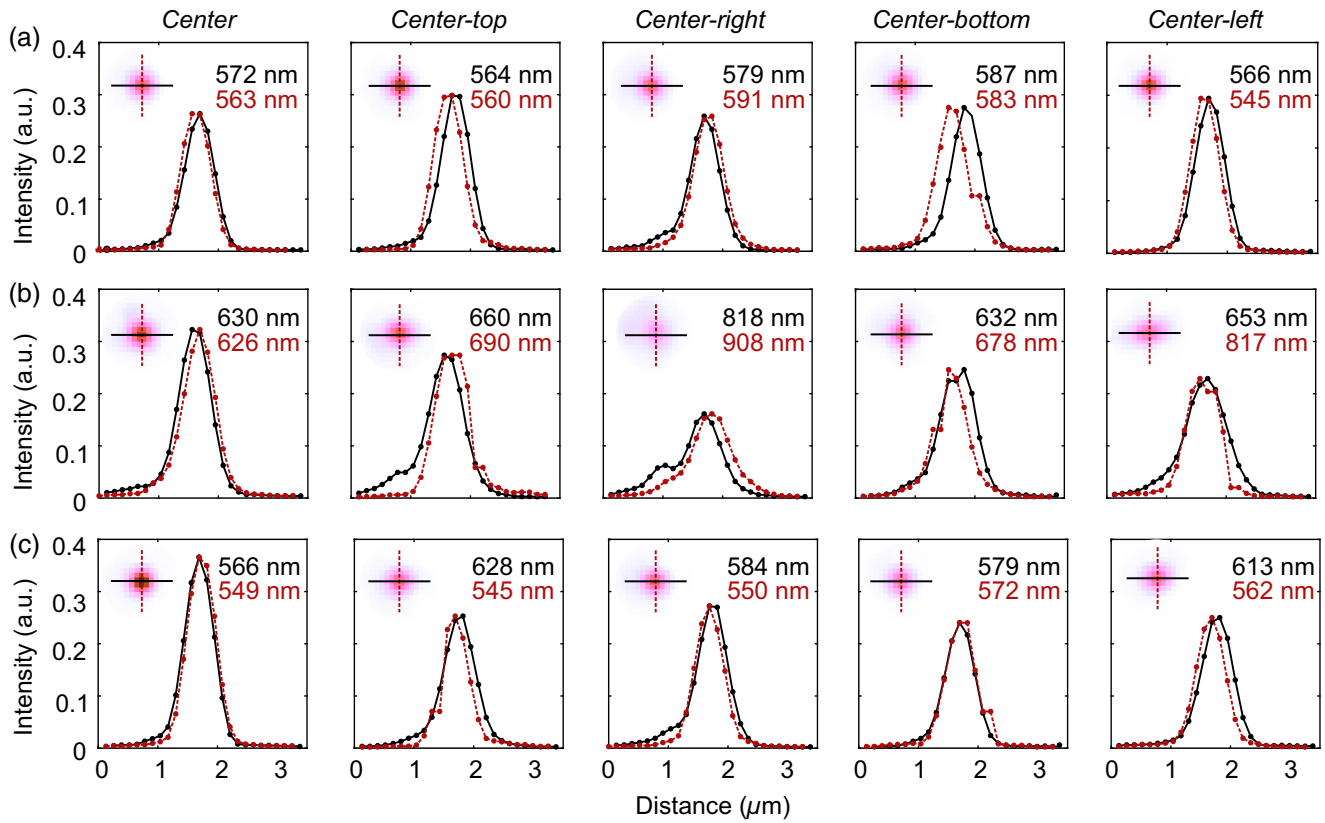 Center Center-top Center-right Center-bottom Center-left
(a)
0.4
0.3
0.2
0.1
0
Intensity (a.u.)
572 nm
563 nm
564 nm
560 nm
579 nm
591 nm
587 nm
583 nm
566 nm
545 nm
(b)
0.4
0.3
0.2
0.1
0
Intensity (a.u.)
630 nm
626 nm
660 nm
690 nm
818 nm
908 nm
632 nm
678 nm
653 nm
817 nm
(c)
0.4
0.3
0.2
0.1
0
Intensity (a.u.)
566 nm
549 nm
628 nm
545 nm
584 nm
550 nm
579 nm
572 nm
613 nm
562 nm
0 1 2 3 0 1 2 3 0 1 2 3 0 1 2 3 0 1 2 3
Distance (µm)